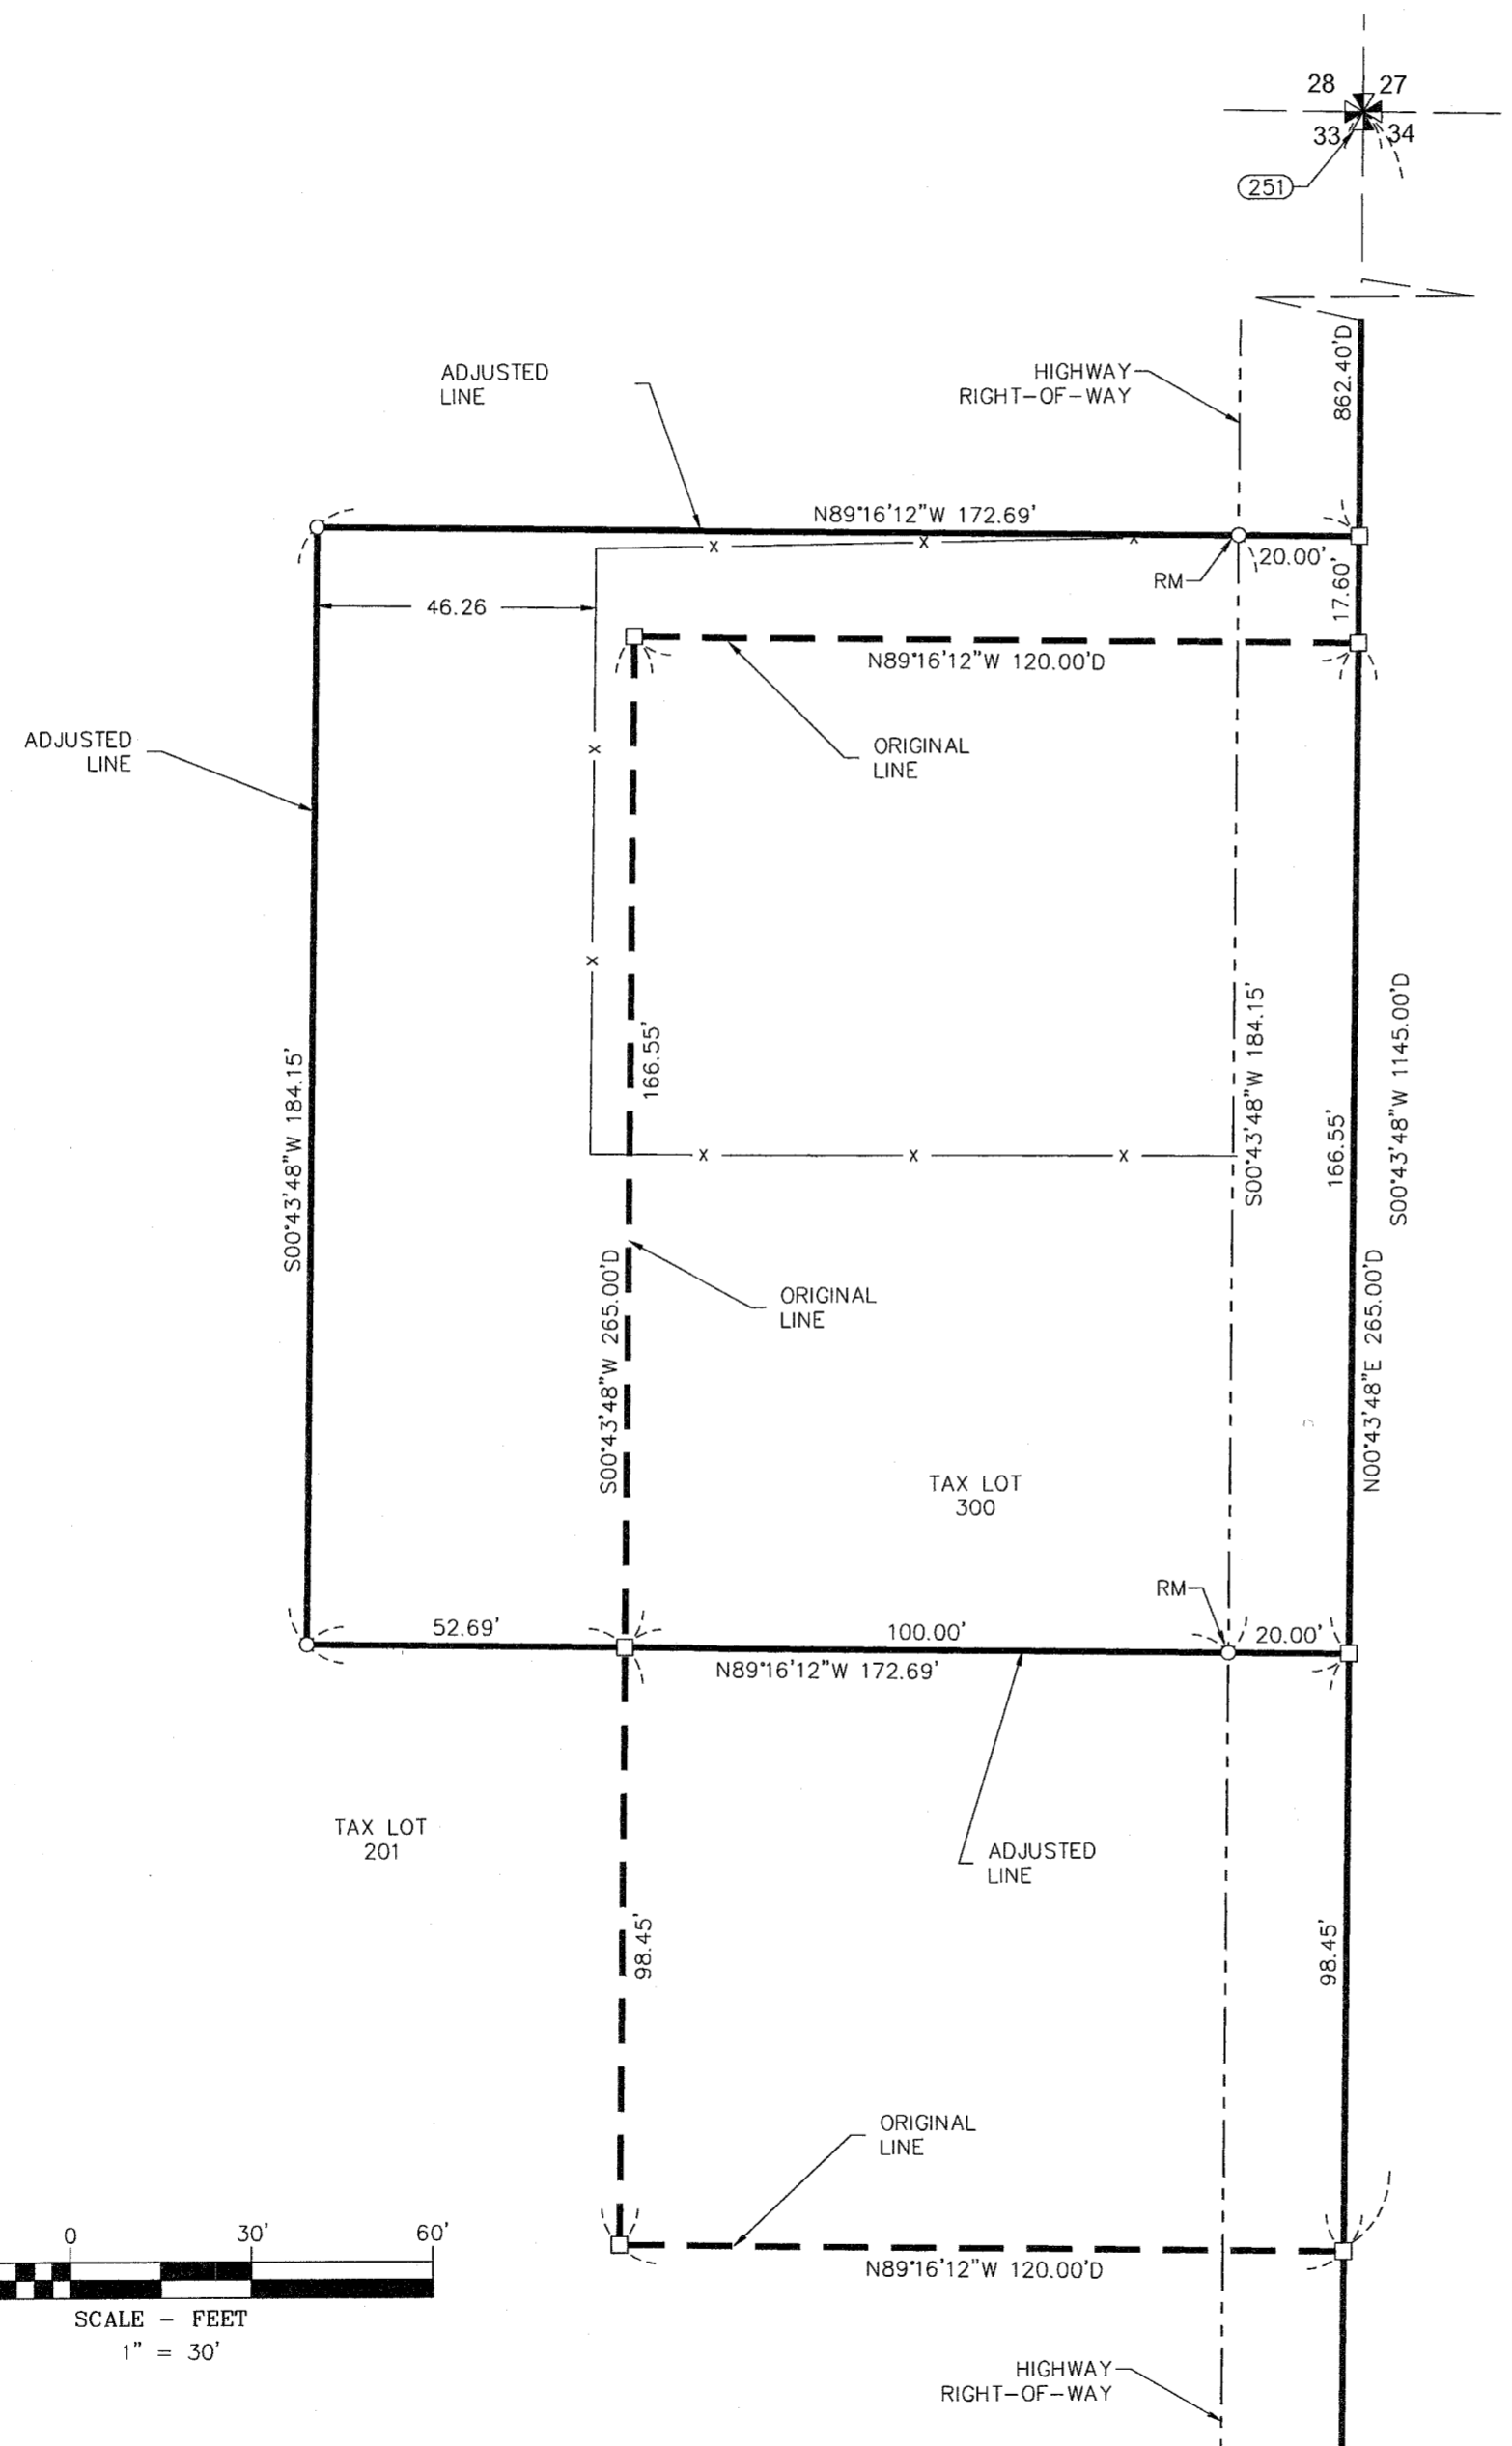 28 27
33 34
251
862.40'D
ADJUSTED
LINE
HIGHWAY
RIGHT-OF-WAY
N89°16'12"W 172.69'
20.00'
RM
17.60'
46.26
N89°16'12"W 120.00'D
ADJUSTED
LINE
ORIGINAL
LINE
166.55'
S00°43'48"W 184.15'
S00°43'48"W 184.15'
166.55'
S00°43'48"W 1145.00'D
S00°43'48"W 265.00'D
N00°43'48"E 265.00'D
ORIGINAL
LINE
TAX LOT
300
RM
52.69'
100.00'
20.00'
N89°16'12"W 172.69'
TAX LOT
201
ADJUSTED
LINE
98.45'
98.45'
ORIGINAL
LINE
N89°16'12"W 120.00'D
0 30' 60'
SCALE - FEET
1" = 30'
HIGHWAY
RIGHT-OF-WAY